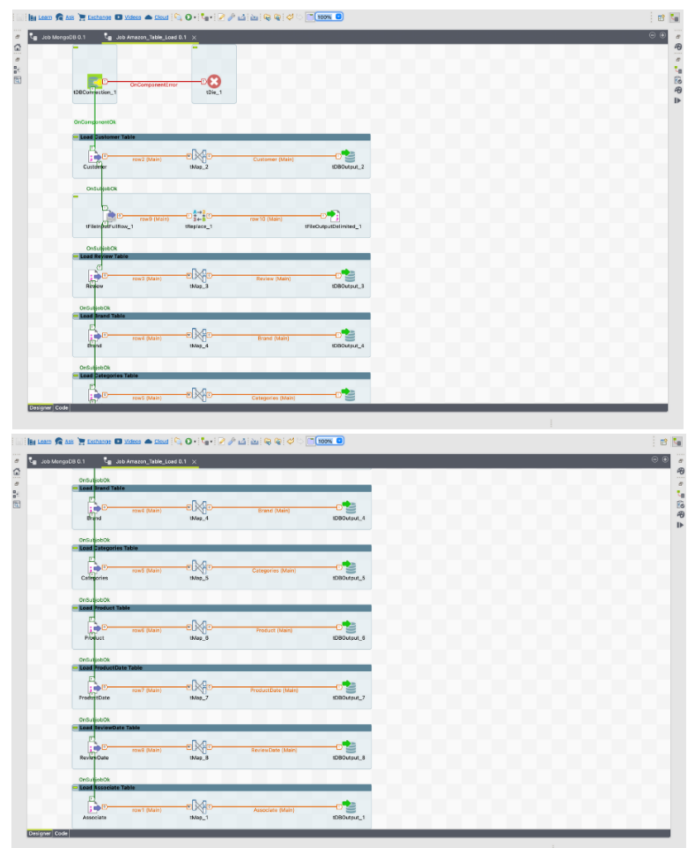 Learn Ask Exchange Videos Cloud 100%
Job MongoDB 0.1 Job Amazon_Table_Load 0.1
OnComponentError
tDBConnection_1 tDie_1
OnComponentOk
Load Customer Table
row2 (Main) Customer (Main)
Customer tMap_2 tDBOutput_2
OnSubjobOk
row9 (Main) row10 (Main)
tFileInputFullRow_1 tReplace_1 tFileOutputDelimited_1
OnSubjobOk
Load Review Table
row3 (Main) Review (Main)
Review tMap_3 tDBOutput_3
OnSubjobOk
Load Brand Table
row4 (Main) Brand (Main)
Brand tMap_4 tDBOutput_4
OnSubjobOk
Load Categories Table
row5 (Main) Categories (Main)
Designer Code
Learn Ask Exchange Videos Cloud 100%
Job MongoDB 0.1 Job Amazon_Table_Load 0.1
OnSubjobOk
Load Brand Table
row4 (Main) Brand (Main)
Brand tMap_4 tDBOutput_4
OnSubjobOk
Load Categories Table
row5 (Main) Categories (Main)
Categories tMap_5 tDBOutput_5
OnSubjobOk
Load Product Table
row6 (Main) Product (Main)
Product tMap_6 tDBOutput_6
OnSubjobOk
Load ProductDate Table
row7 (Main) ProductDate (Main)
ProductDate tMap_7 tDBOutput_7
OnSubjobOk
Load ReviewDate Table
row8 (Main) ReviewDate (Main)
ReviewDate tMap_8 tDBOutput_8
OnSubjobOk
Load Associate Table
row1 (Main) Associate (Main)
Associate tMap_1 tDBOutput_1
Designer Code